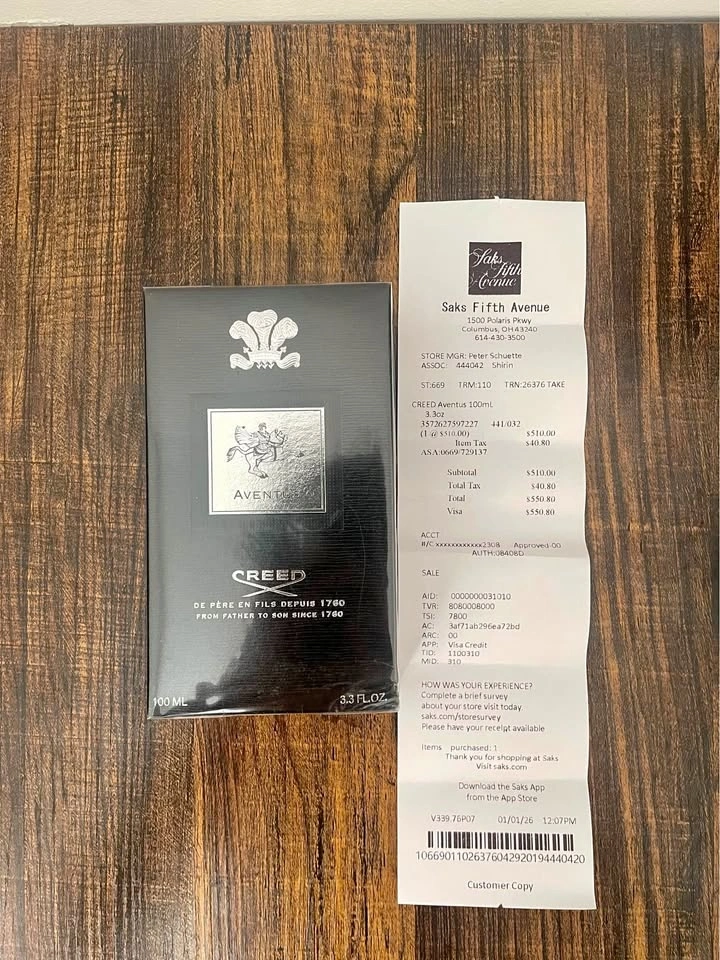 AVENTUS
CREED
DE PÈRE EN FILS DEPUIS 1760
FROM FATHER TO SON SINCE 1760
100 ML 3.3 FL.OZ.
Saks
fifth
Avenue
Saks Fifth Avenue
1500 Polaris Pkwy
Columbus, OH 43240
614-430-3500
STORE MGR: Peter Schuette
ASSOC: 444042 Shirin
ST:669 TRM:110 TRN:26376 TAKE
CREED Aventus 100mL
3.3oz
3572627597227 441/032
(1 @ $510.00) $510.00
Item Tax $40.80
ASA:0669/729137
Subtotal $510.00
Total Tax $40.80
Total $550.80
Visa $550.80
ACCT
#/C xxxxxxxxxxxx2308 Approved-00
AUTH:08408D
SALE
AID: 0000000031010
TVR: 8080008000
TSI: 7800
AC: 3af71ab296ea72bd
ARC: 00
APP: Visa Credit
TID: 1100310
MID: 310
HOW WAS YOUR EXPERIENCE?
Complete a brief survey
about your store visit today.
saks.com/storesurvey
Please have your receipt available
Items purchased: 1
Thank you for shopping at Saks
Visit saks.com
Download the Saks App
from the App Store
V339.76P07 01/01/26 12:07PM
10669011026376042920194440420
Customer Copy